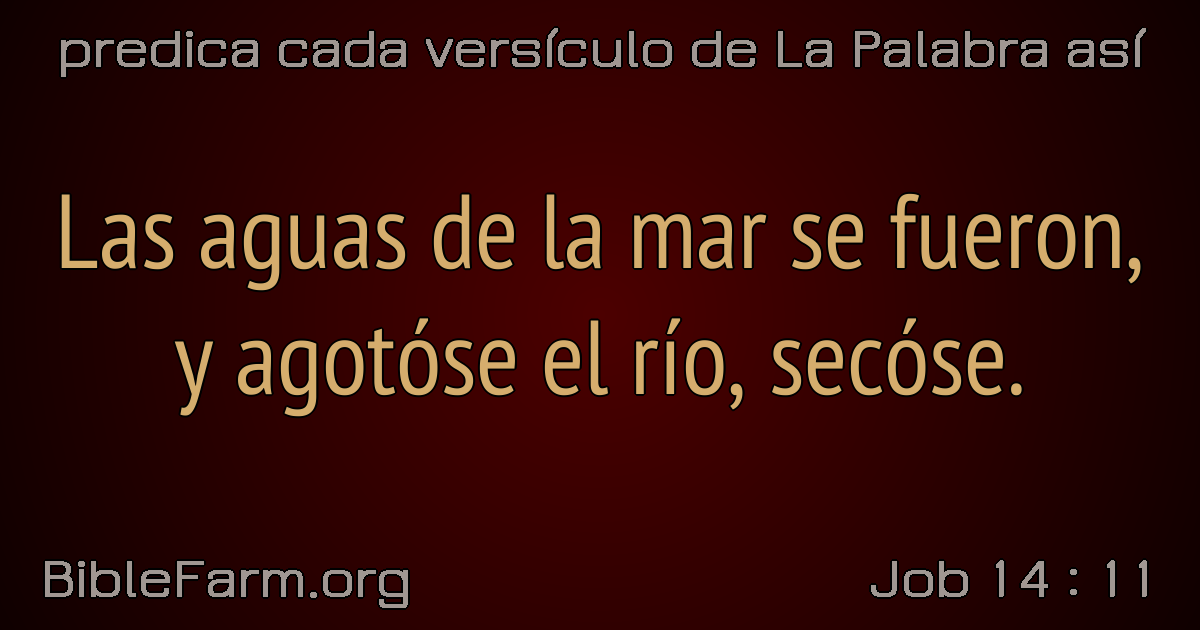 predica cada versículo de La Palabra así
Las aguas de la mar se fueron,
y agotóse el río, secóse.
BibleFarm.org
Job 14 : 11